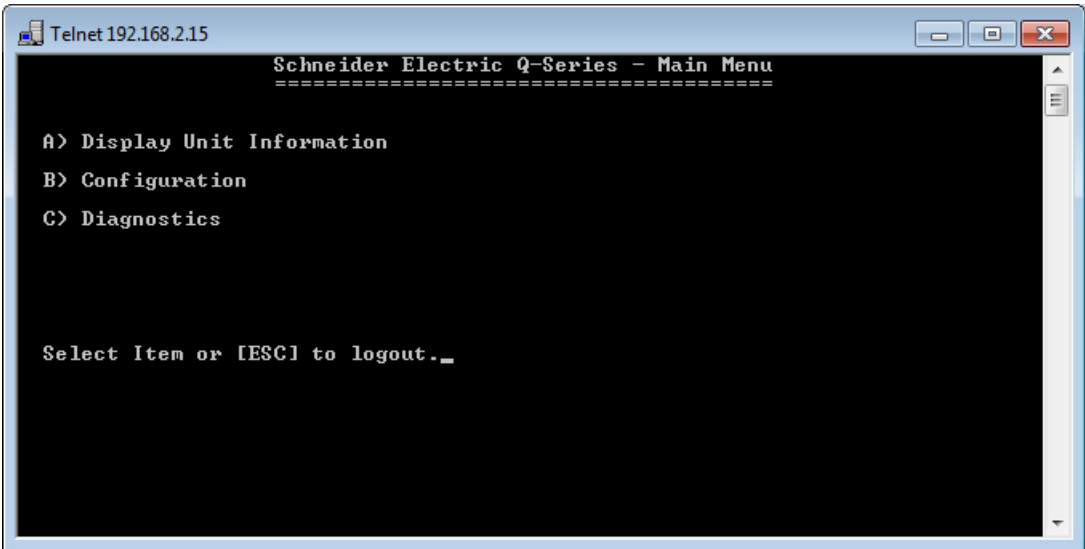 Telnet 192.168.2.15
Schneider Electric Q-Series - Main Menu
=======================================
A) Display Unit Information
B) Configuration
C) Diagnostics
Select Item or [ESC] to logout._